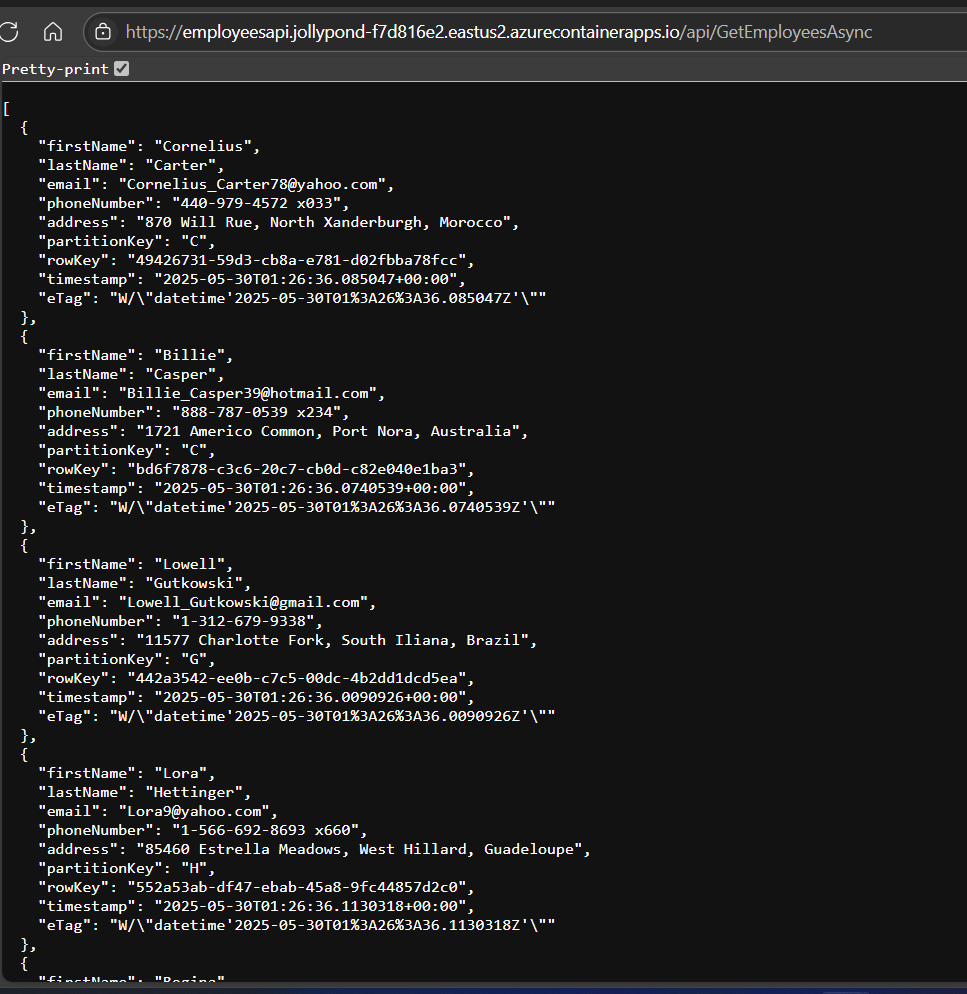 https://employeesapi.jollypond-f7d816e2.eastus2.azurecontainerapps.io/api/GetEmployeesAsync
Pretty-print
[
{
"firstName": "Cornelius",
"lastName": "Carter",
"email": "Cornelius_Carter78@yahoo.com",
"phoneNumber": "440-979-4572 x033",
"address": "870 Will Rue, North Xanderburgh, Morocco",
"partitionKey": "C",
"rowKey": "49426731-59d3-cb8a-e781-d02fbba78fcc",
"timestamp": "2025-05-30T01:26:36.085047+00:00",
"eTag": "W/\"datetime'2025-05-30T01%3A26%3A36.085047Z'\""
},
{
"firstName": "Billie",
"lastName": "Casper",
"email": "Billie_Casper39@hotmail.com",
"phoneNumber": "888-787-0539 x234",
"address": "1721 Americo Common, Port Nora, Australia",
"partitionKey": "C",
"rowKey": "bd6f7878-c3c6-20c7-cb0d-c82e040e1ba3",
"timestamp": "2025-05-30T01:26:36.0740539+00:00",
"eTag": "W/\"datetime'2025-05-30T01%3A26%3A36.0740539Z'\""
},
{
"firstName": "Lowell",
"lastName": "Gutkowski",
"email": "Lowell_Gutkowski@gmail.com",
"phoneNumber": "1-312-679-9338",
"address": "11577 Charlotte Fork, South Iliana, Brazil",
"partitionKey": "G",
"rowKey": "442a3542-ee0b-c7c5-00dc-4b2dd1dcd5ea",
"timestamp": "2025-05-30T01:26:36.0090926+00:00",
"eTag": "W/\"datetime'2025-05-30T01%3A26%3A36.0090926Z'\""
},
{
"firstName": "Lora",
"lastName": "Hettinger",
"email": "Lora9@yahoo.com",
"phoneNumber": "1-566-692-8693 x660",
"address": "85460 Estrella Meadows, West Hillard, Guadeloupe",
"partitionKey": "H",
"rowKey": "552a53ab-df47-ebab-45a8-9fc44857d2c0",
"timestamp": "2025-05-30T01:26:36.1130318+00:00",
"eTag": "W/\"datetime'2025-05-30T01%3A26%3A36.1130318Z'\""
},
{
"firstName":